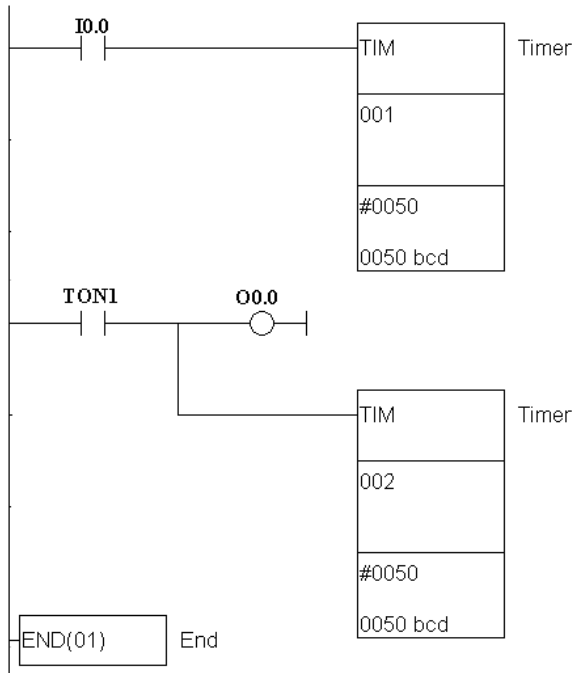 I0.0
TIM
Timer
001
#0050
0050 bcd
TON1
O0.0
TIM
Timer
002
#0050
0050 bcd
END(01)
End